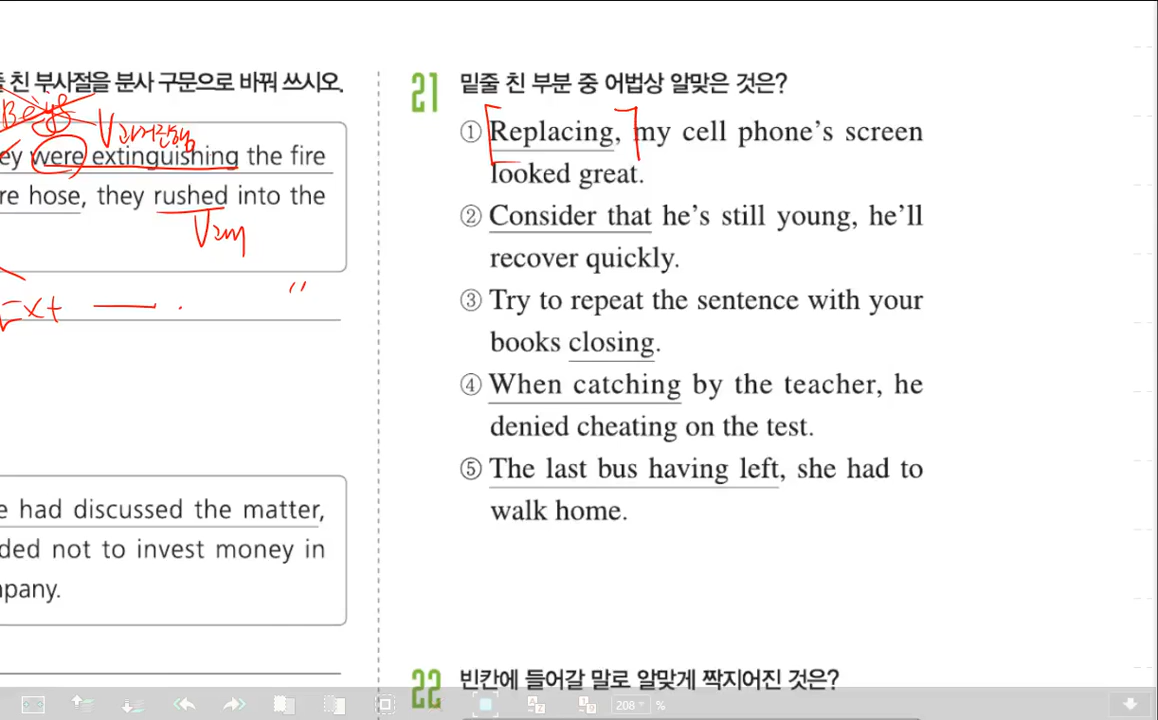 줄 친 부사절을 분사 구문으로 바꿔 쓰시오.
Being
V
ey were extinguishing the fire
re hose, they rushed into the
V
Ext
e had discussed the matter,
ded not to invest money in
mpany.
21 밑줄 친 부분 중 어법상 알맞은 것은?
① Replacing, my cell phone's screen
looked great.
② Consider that he's still young, he'll
recover quickly.
③ Try to repeat the sentence with your
books closing.
④ When catching by the teacher, he
denied cheating on the test.
⑤ The last bus having left, she had to
walk home.
22 빈칸에 들어갈 말로 알맞게 짝지어진 것은?
208 %